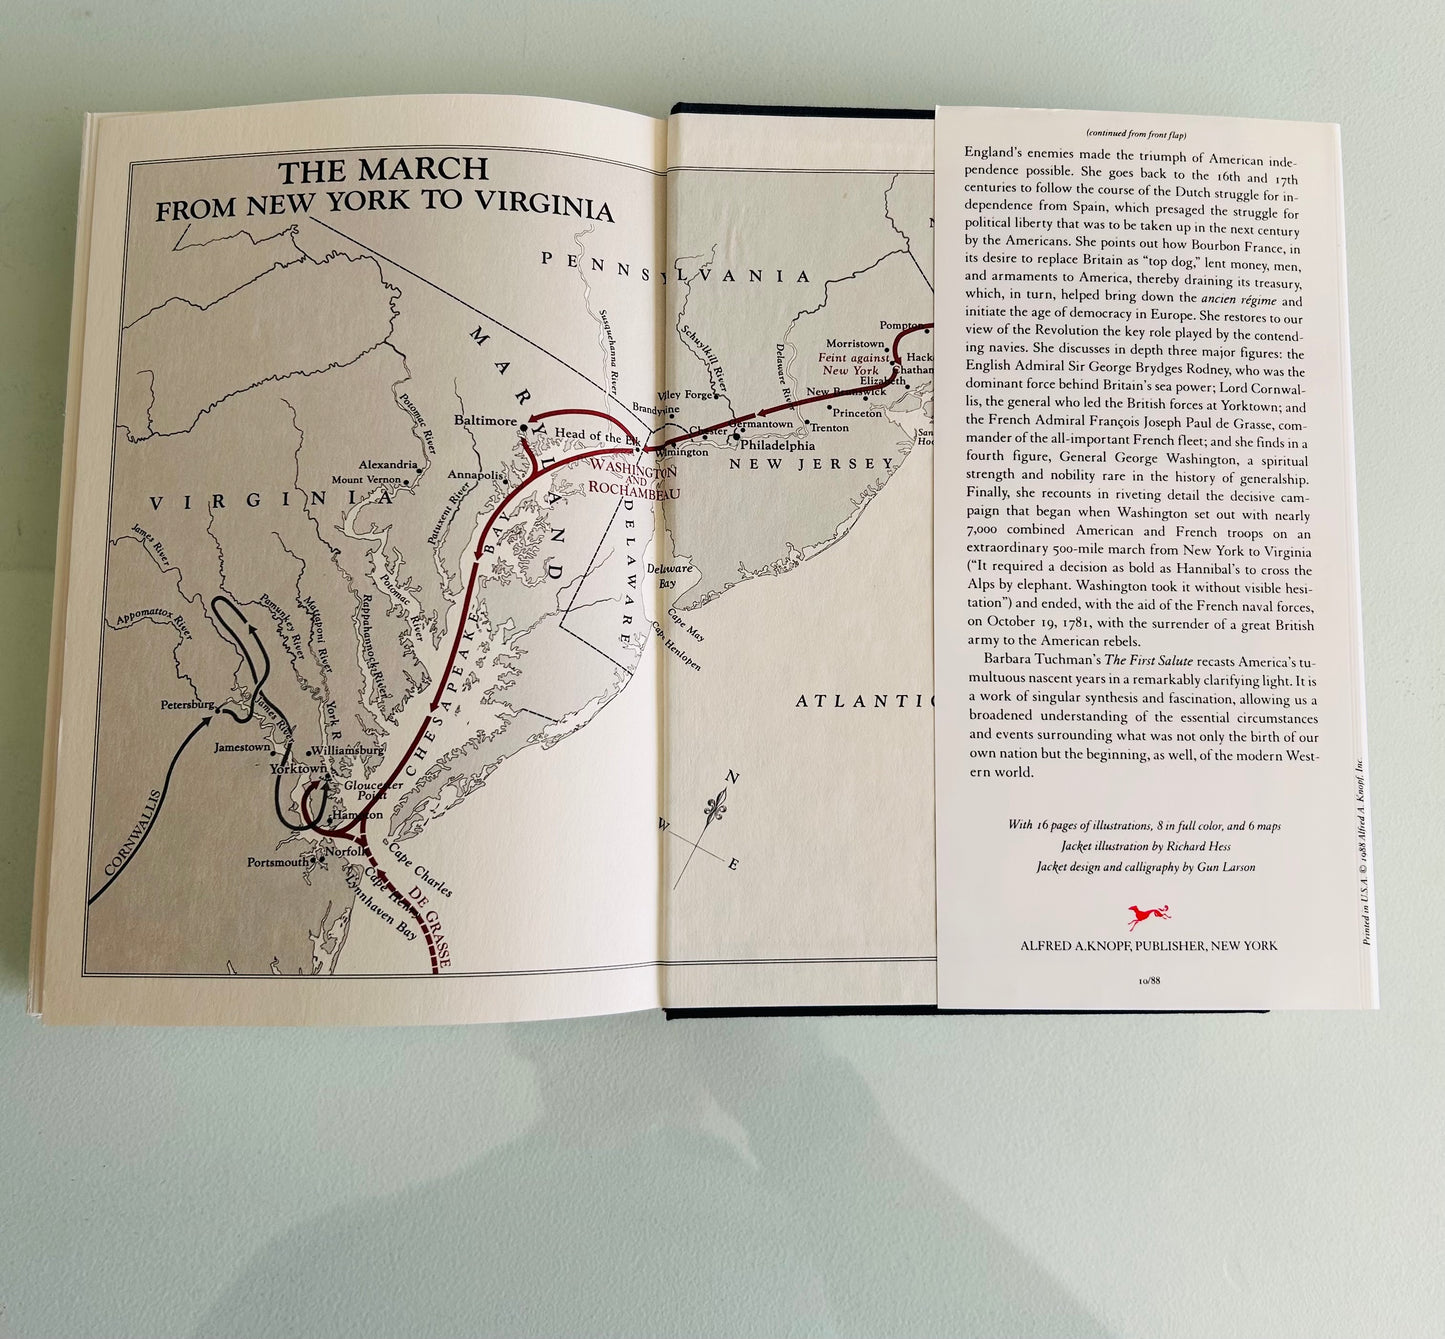 THE MARCH
FROM NEW YORK TO VIRGINIA
PENNSYLVANIA
MARYLAND
VIRGINIA
NEW JERSEY
DELAWARE
ATLANTIC
CHESAPEAKE BAY
Susquehanna River
Schuylkill River
Delaware Riv
Potomac River
Pompton
Morristown
Feint against
New York
Hack
Chatham
Elizabeth
New Brunswick
Princeton
Trenton
Valley Forge
Brandywine
Germantown
Chester
Philadelphia
Wilmington
Baltimore
Head of the Elk
WASHINGTON
AND
ROCHAMBEAU
San
Hoo
Alexandria
Mount Vernon
Annapolis
Patuxent River
James River
Appomattox River
Pamunkey River
Mattaponi River
Rappahannock River
Potomac River
York R
James River
Delaware
Bay
Cape May
Cape Henlopen
Petersburg
Jamestown
Williamsburg
Yorktown
Gloucester
Point
Hampton
CORNWALLIS
Portsmouth
Norfolk
Cape Charles
Cape Henry
Lynnhaven Bay
DE GRASSE
N
W
E
(continued from front flap)
England's enemies made the triumph of American inde-
pendence possible. She goes back to the 16th and 17th
centuries to follow the course of the Dutch struggle for in-
dependence from Spain, which presaged the struggle for
political liberty that was to be taken up in the next century
by the Americans. She points out how Bourbon France, in
its desire to replace Britain as "top dog," lent money, men,
and armaments to America, thereby draining its treasury,
which, in turn, helped bring down the ancien régime and
initiate the age of democracy in Europe. She restores to our
view of the Revolution the key role played by the contend-
ing navies. She discusses in depth three major figures: the
English Admiral Sir George Brydges Rodney, who was the
dominant force behind Britain's sea power; Lord Cornwal-
lis, the general who led the British forces at Yorktown; and
the French Admiral François Joseph Paul de Grasse, com-
mander of the all-important French fleet; and she finds in a
fourth figure, General George Washington, a spiritual
strength and nobility rare in the history of generalship.
Finally, she recounts in riveting detail the decisive cam-
paign that began when Washington set out with nearly
7,000 combined American and French troops on an
extraordinary 500-mile march from New York to Virginia
("It required a decision as bold as Hannibal's to cross the
Alps by elephant. Washington took it without visible hesi-
tation") and ended, with the aid of the French naval forces,
on October 19, 1781, with the surrender of a great British
army to the American rebels.
Barbara Tuchman's The First Salute recasts America's tu-
multuous nascent years in a remarkably clarifying light. It is
a work of singular synthesis and fascination, allowing us a
broadened understanding of the essential circumstances
and events surrounding what was not only the birth of our
own nation but the beginning, as well, of the modern West-
ern world.
With 16 pages of illustrations, 8 in full color, and 6 maps
Jacket illustration by Richard Hess
Jacket design and calligraphy by Gun Larson
ALFRED A. KNOPF, PUBLISHER, NEW YORK
10/88
Printed in U.S.A. © 1988 Alfred A. Knopf, Inc.